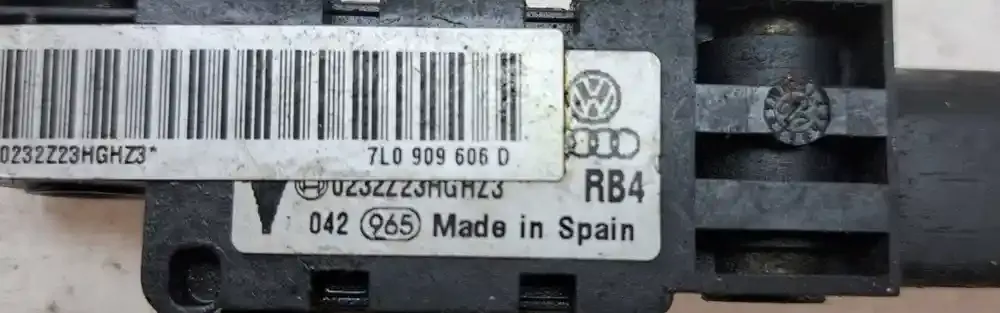 0232Z23HGHZ3*
7L0 909 606 D
0232Z23HGHZ3
RB4
042 965 Made in Spain